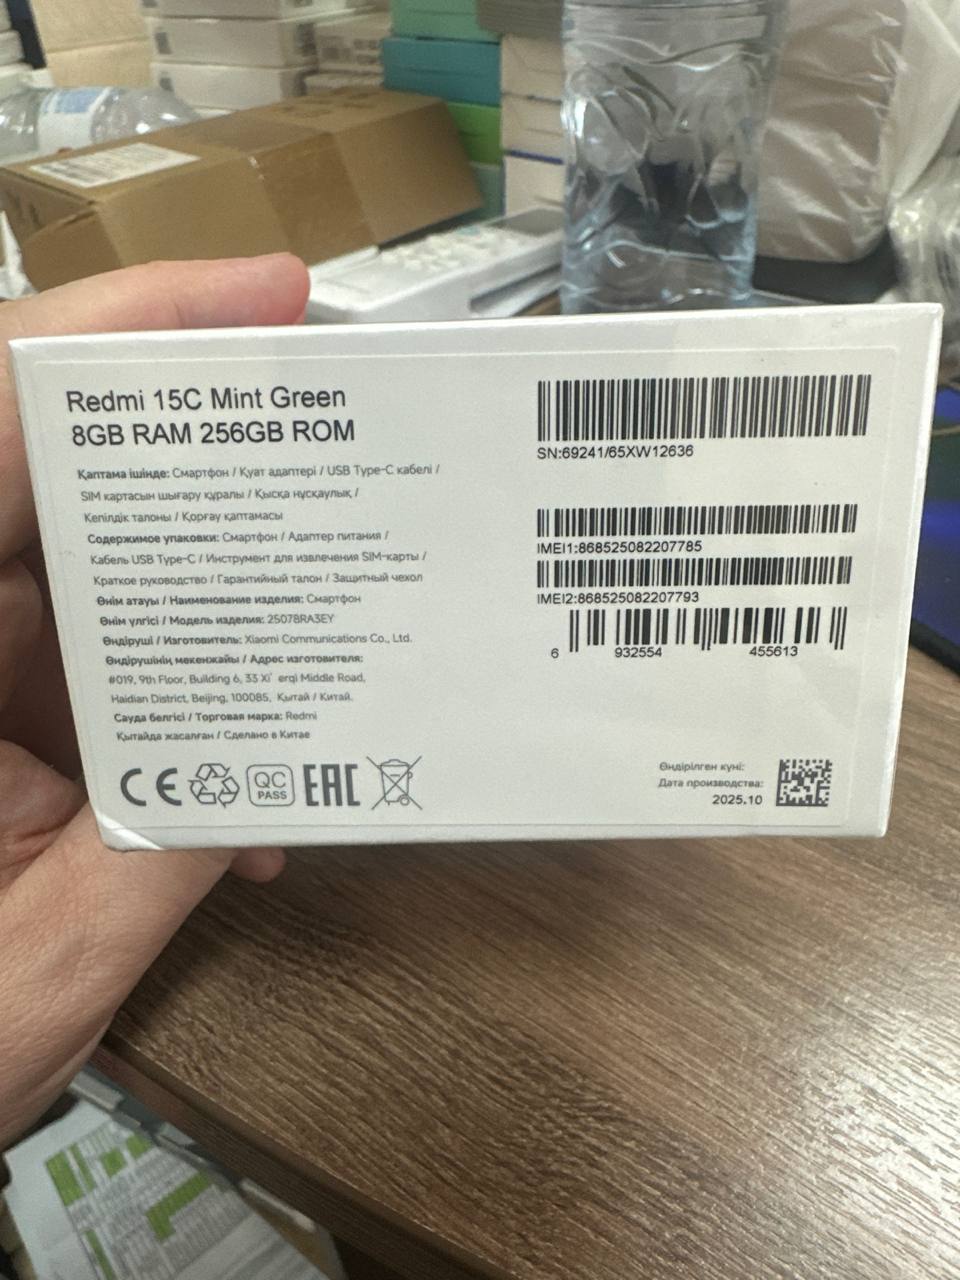 Redmi 15C Mint Green
8GB RAM 256GB ROM
Қаптама ішінде: Смартфон / Қуат адаптері / USB Type-C кабелі /
SIM картасын шығару құралы / Қысқа нұсқаулық /
Кепілдік талоны / Қорғау қаптамасы
Содержимое упаковки: Смартфон / Адаптер питания /
Кабель USB Type-C / Инструмент для извлечения SIM-карты /
Краткое руководство / Гарантийный талон / Защитный чехол
Өнім атауы / Наименование изделия: Смартфон
Өнім үлгісі / Модель изделия: 25078RA3EY
Өндіруші / Изготовитель: Xiaomi Communications Co., Ltd.
Өндірушінің мекенжайы / Адрес изготовителя:
#019, 9th Floor, Building 6, 33 Xi'erqi Middle Road,
Haidian District, Beijing, 100085, Қытай / Китай.
Сауда белгісі / Торговая марка: Redmi
Қытайда жасалған / Сделано в Китае
CE
QC
PASS
EAC
SN:69241/65XW12636
IMEI1:868525082207785
IMEI2:868525082207793
6 932554 455613
Өндірілген күні:
Дата производства:
2025.10